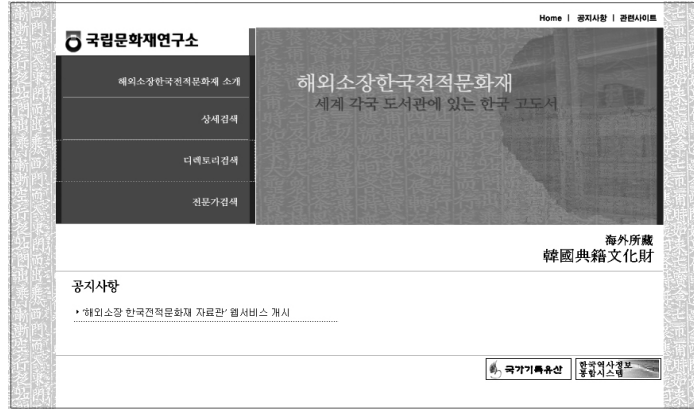 Home | 공지사항 | 관련사이트
국립문화재연구소
해외소장한국전적문화재 소개
상세검색
디렉토리검색
전문가검색
해외소장한국전적문화재
세계 각국 도서관에 있는 한국 고도서
海外所藏
韓國典籍文化財
공지사항
‘해외소장 한국전적문화재 자료관’ 웹서비스 개시
국가기록유산
한국역사정보
통합시스템